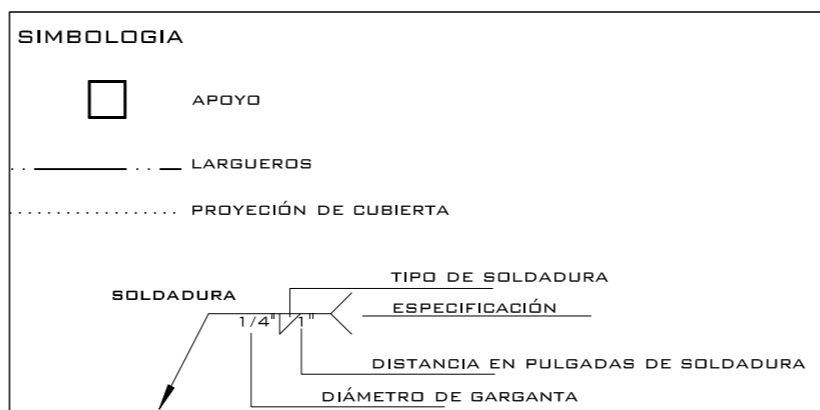 SIMBOLOGIA
APOYO
LARGUEROS
PROYECIÓN DE CUBIERTA
TIPO DE SOLDADURA
SOLDADURA
ESPECIFICACIÓN
1/4" 1"
DISTANCIA EN PULGADAS DE SOLDADURA
DIÁMETRO DE GARGANTA